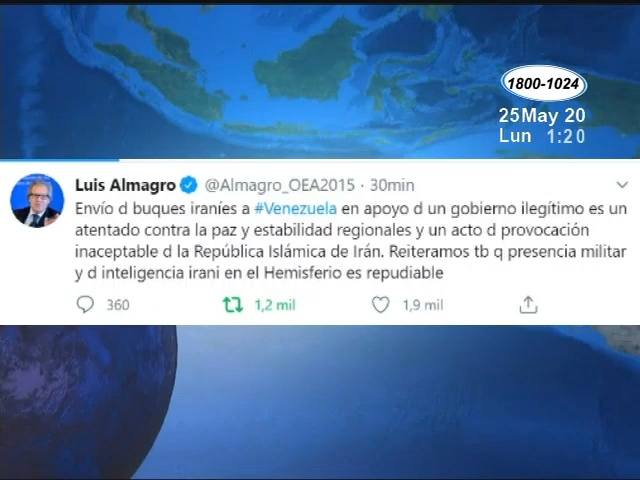 1800-1024
25May 20
Lun 1:20
Luis Almagro @Almagro_OEA2015 · 30min
Envío d buques iraníes a #Venezuela en apoyo d un gobierno ilegítimo es un
atentado contra la paz y estabilidad regionales y un acto d provocación
inaceptable d la República Islámica de Irán. Reiteramos tb q presencia militar
y d inteligencia irani en el Hemisferio es repudiable
360 1,2 mil 1,9 mil